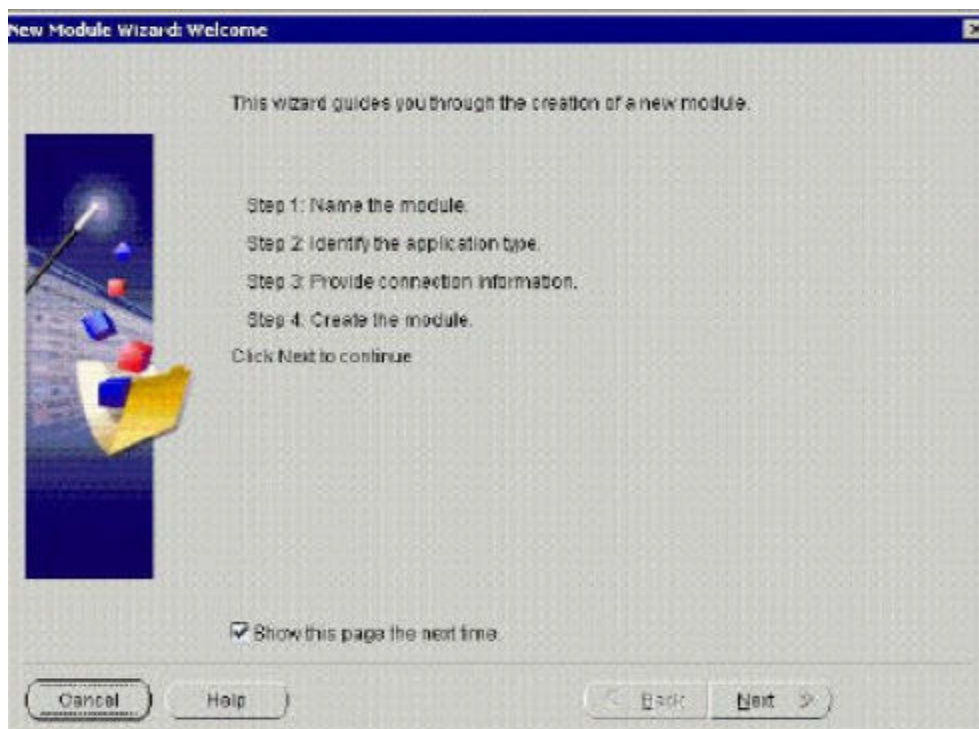 New Module Wizard: Welcome
This wizard guides you through the creation of a new module.
Step 1: Name the module.
Step 2: Identify the application type.
Step 3: Provide connection information.
Step 4: Create the module.
Click Next to continue
Show this page the next time.
Cancel
Help
< Back
Next >